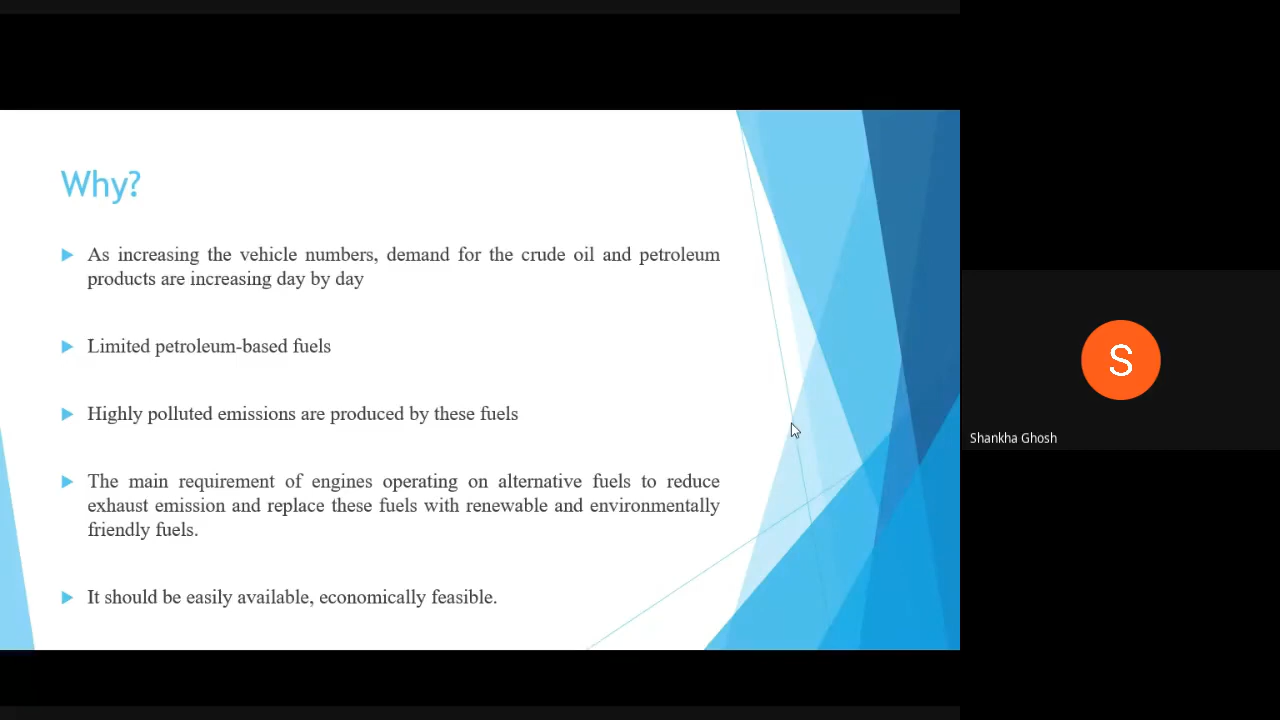 Why?
As increasing the vehicle numbers, demand for the crude oil and petroleum
products are increasing day by day
Limited petroleum-based fuels
Highly polluted emissions are produced by these fuels
The main requirement of engines operating on alternative fuels to reduce
exhaust emission and replace these fuels with renewable and environmentally
friendly fuels.
It should be easily available, economically feasible.
S
Shankha Ghosh